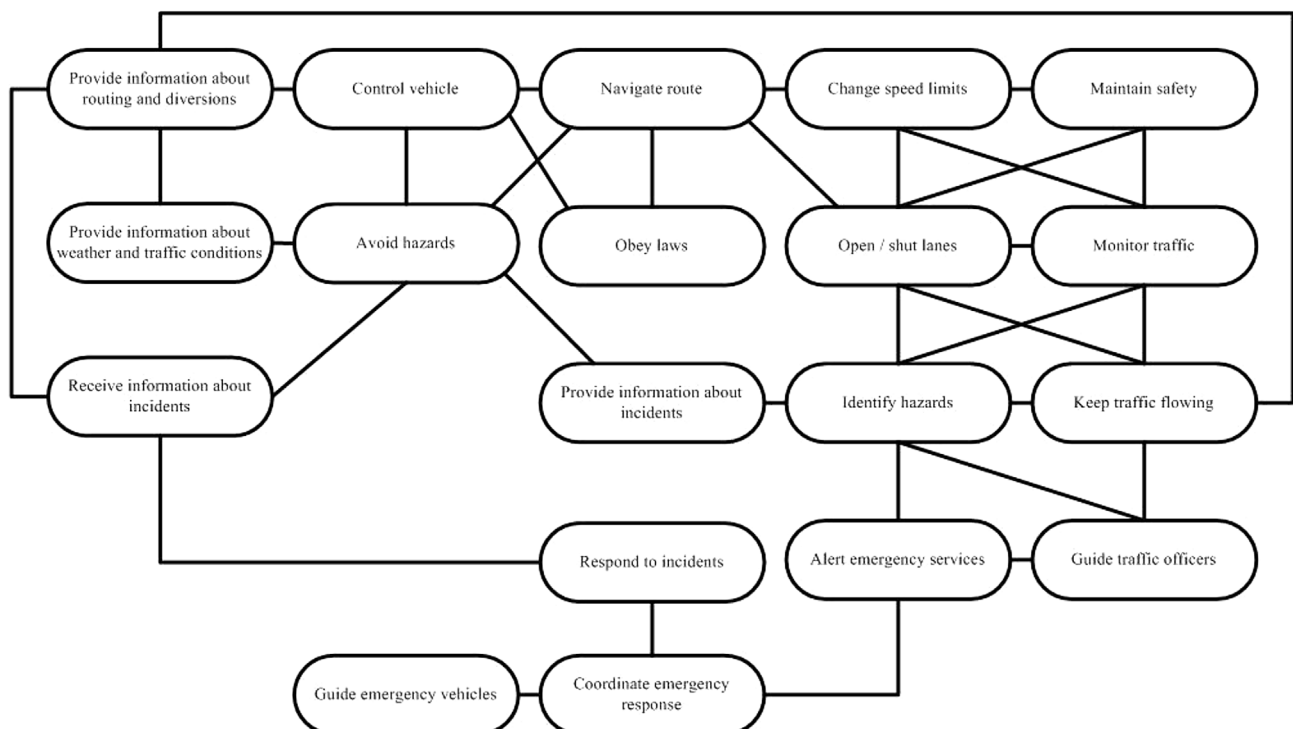 Provide information about
routing and diversions
Control vehicle
Navigate route
Change speed limits
Maintain safety
Provide information about
weather and traffic conditions
Avoid hazards
Obey laws
Open / shut lanes
Monitor traffic
Receive information about
incidents
Provide information about
incidents
Identify hazards
Keep traffic flowing
Respond to incidents
Alert emergency services
Guide traffic officers
Guide emergency vehicles
Coordinate emergency
response